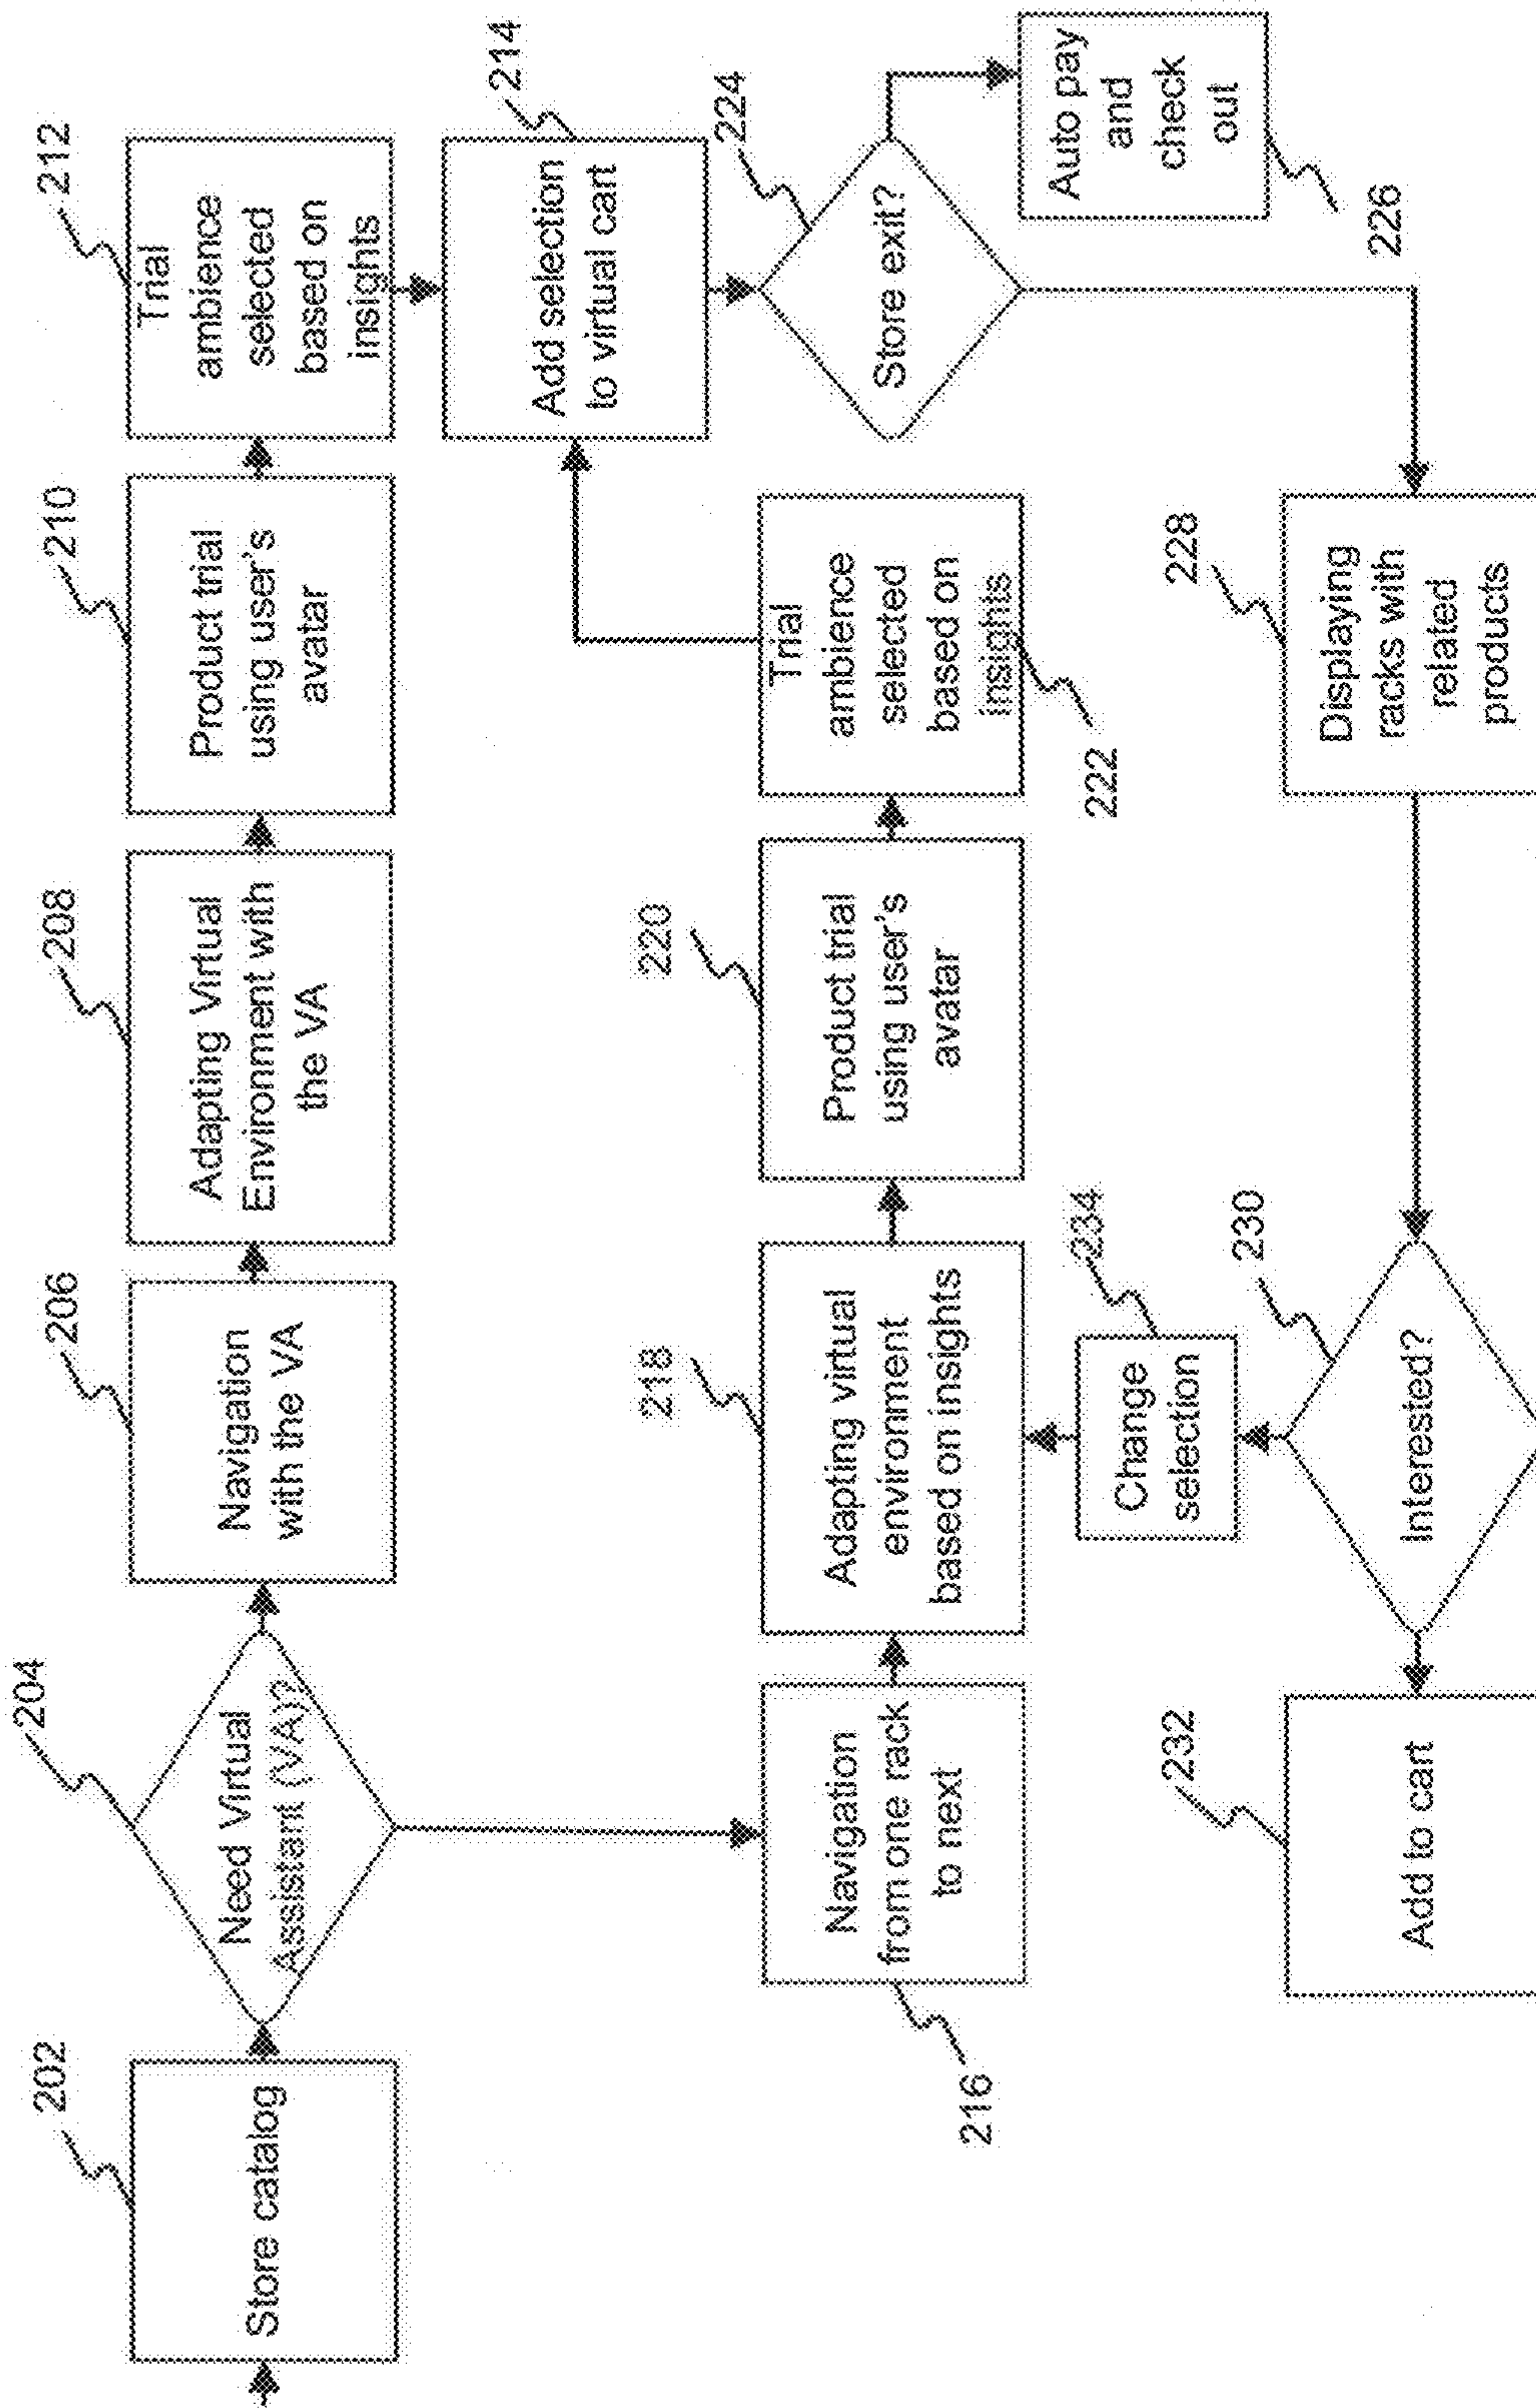 202
Store catalog
204
Need Virtual
Assistant (VA)?
206
Navigation
with the VA
208
Adapting Virtual
Environment with
the VA
210
Product trial
using user's
avatar
212
Trial
ambience
selected
based on
insights
214
Add selection
to virtual cart
216
Navigation
from one rack
to next
218
Adapting virtual
environment
based on insights
220
Product trial
using user's
avatar
222
Trial
ambience
selected
based on
insights
224
Store exit?
226
Auto pay
and
check
out
228
Displaying
racks with
related
products
230
Interested?
232
Add to cart
234
Change
selection